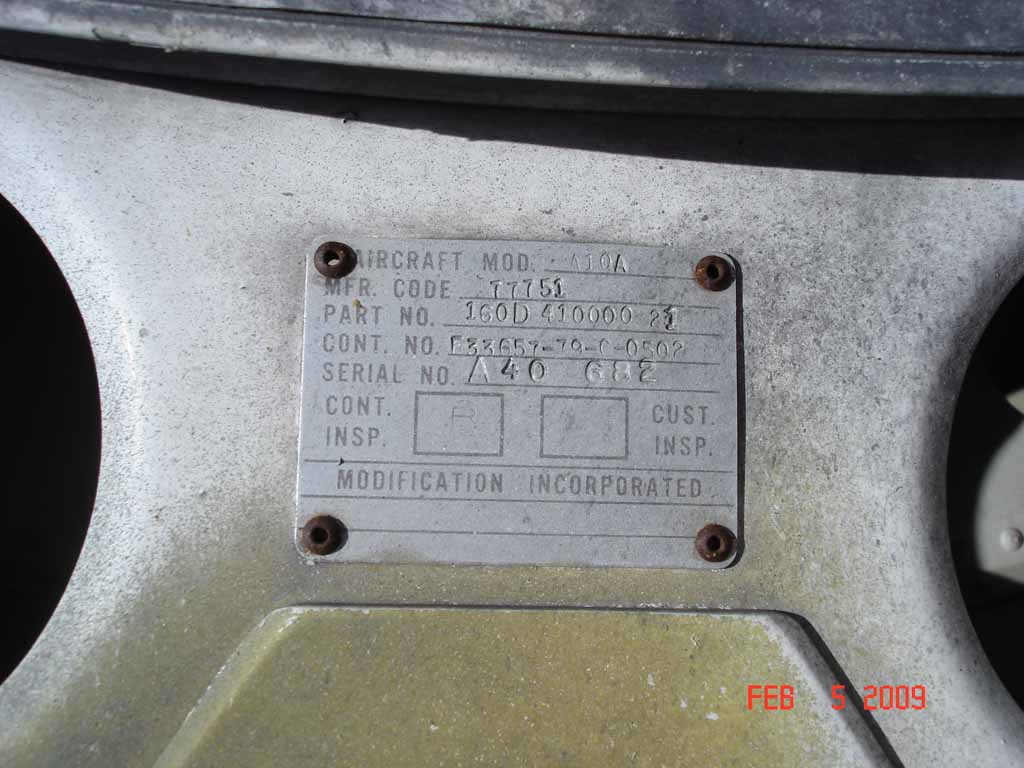 AIRCRAFT MOD. A10A
MFR. CODE 77751
PART NO. 160D 410000 21
CONT. NO. F33657-79-C-0502
SERIAL NO. A40 682
CONT. INSP. R CUST. INSP.
MODIFICATION INCORPORATED
FEB 5 2009